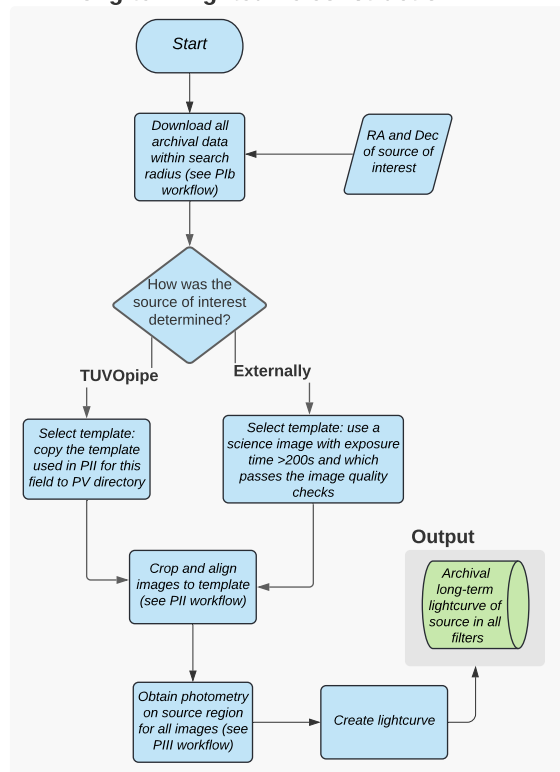 Start
Download all
archival data
within search
radius (see PIb
workflow)
RA and Dec
of source of
interest
How was the
source of interest
determined?
TUVOpipe
Externally
Select template:
copy the template
used in PII for this
field to PV directory
Select template: use a
science image with exposure
time >200s and which
passes the image quality
checks
Crop and align
images to template
(see PII workflow)
Output
Archival
long-term
lightcurve of
source in all
filters
Obtain photometry
on source region
for all images (see
PIII workflow)
Create lightcurve